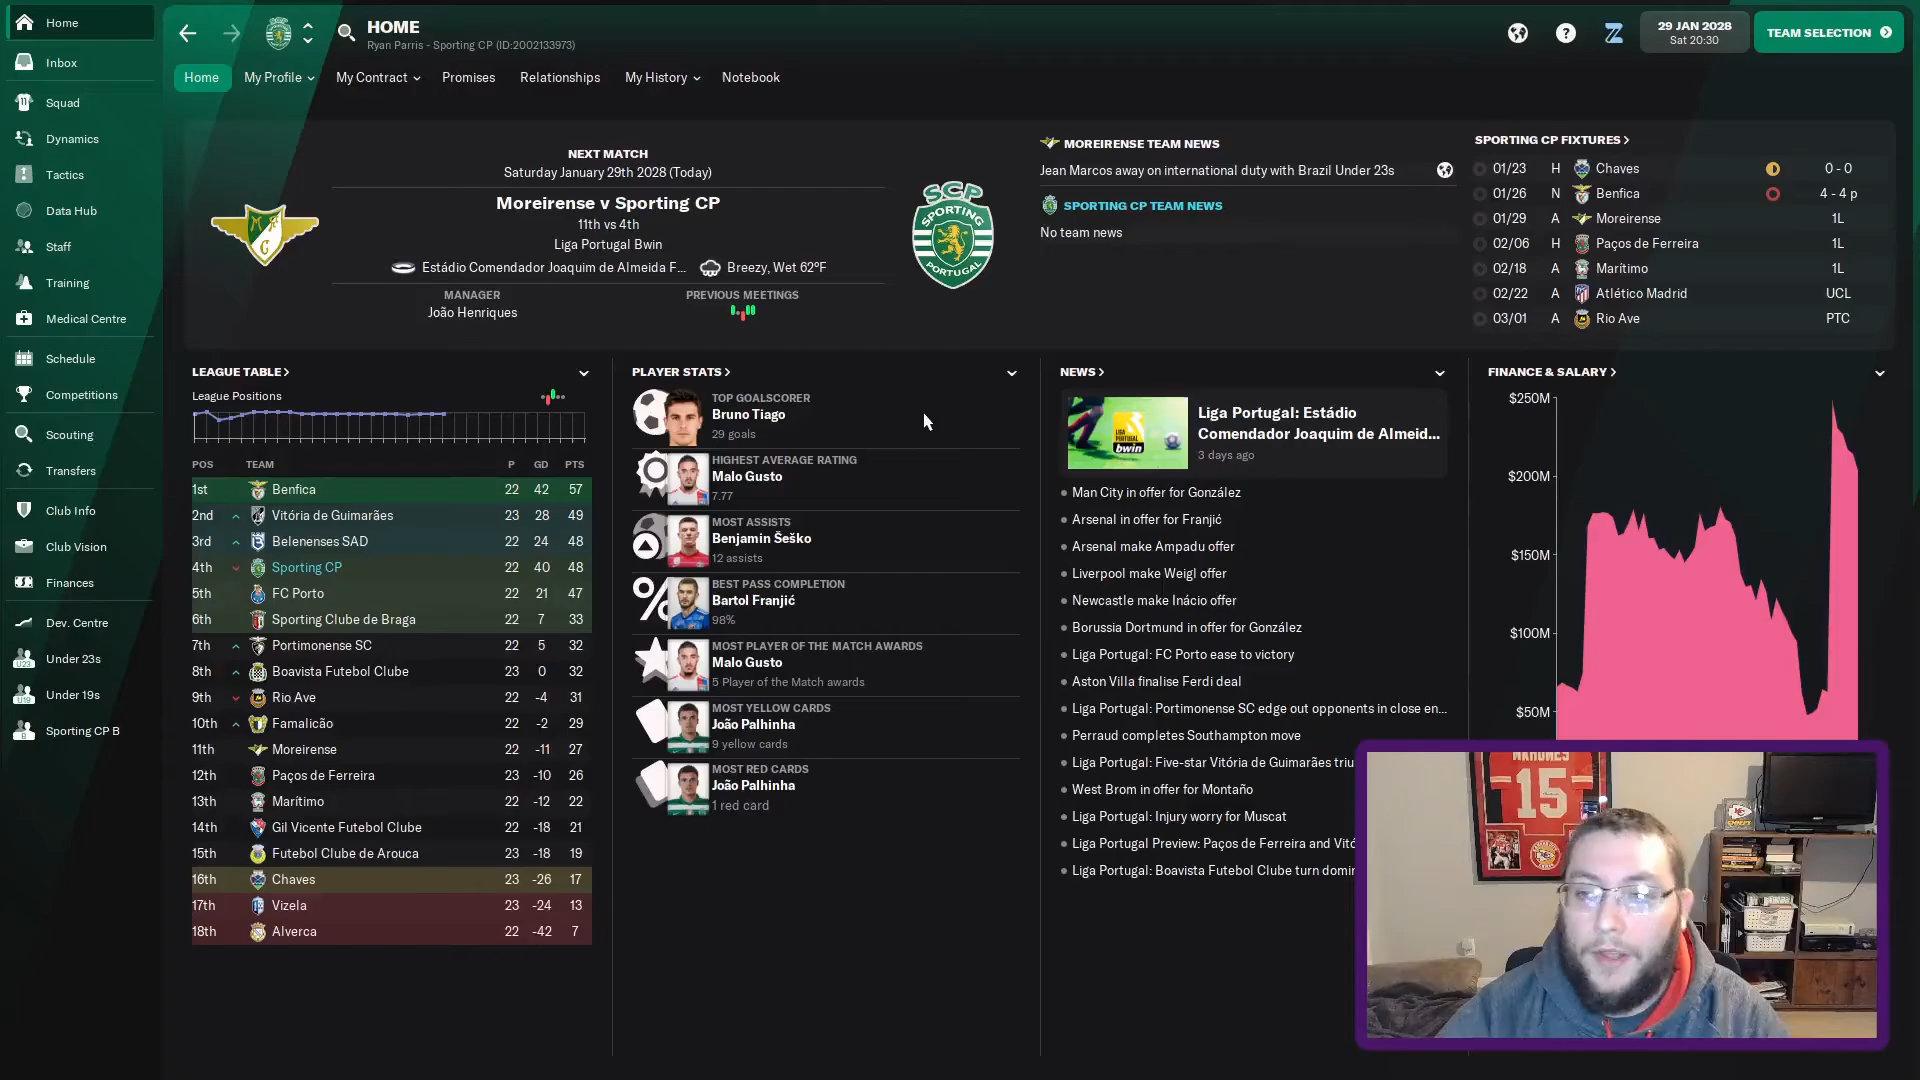 Home
Inbox
Squad
Dynamics
Tactics
Data Hub
Staff
Training
Medical Centre
Schedule
Competitions
Scouting
Transfers
Club Info
Club Vision
Finances
Dev. Centre
Under 23s
Under 19s
Sporting CP B
HOME
Ryan Parris - Sporting CP (ID:2002133973)
29 JAN 2028
Sat 20:30
TEAM SELECTION
Home My Profile My Contract Promises Relationships My History Notebook
NEXT MATCH
Saturday January 29th 2028 (Today)
Moreirense v Sporting CP
11th vs 4th
Liga Portugal Bwin
Estádio Comendador Joaquim de Almeida F... Breezy, Wet 62°F
MANAGER
João Henriques
PREVIOUS MEETINGS
SCP
SPORTING
PORTUGAL
MOREIRENSE TEAM NEWS
Jean Marcos away on international duty with Brazil Under 23s
SPORTING CP TEAM NEWS
No team news
SPORTING CP FIXTURES
01/23 H Chaves 0 - 0
01/26 N Benfica 4 - 4 p
01/29 A Moreirense 1L
02/06 H Paços de Ferreira 1L
02/18 A Marítimo 1L
02/22 A Atlético Madrid UCL
03/01 A Rio Ave PTC
LEAGUE TABLE
League Positions
POS TEAM P GD PTS
1st Benfica 22 42 57
2nd Vitória de Guimarães 23 28 49
3rd Belenenses SAD 22 24 48
4th Sporting CP 22 40 48
5th FC Porto 22 21 47
6th Sporting Clube de Braga 22 7 33
7th Portimonense SC 22 5 32
8th Boavista Futebol Clube 23 0 32
9th Rio Ave 22 -4 31
10th Famalicão 22 -2 29
11th Moreirense 22 -11 27
12th Paços de Ferreira 23 -10 26
13th Marítimo 22 -12 22
14th Gil Vicente Futebol Clube 22 -18 21
15th Futebol Clube de Arouca 23 -18 19
16th Chaves 23 -26 17
17th Vizela 23 -24 13
18th Alverca 22 -42 7
PLAYER STATS
TOP GOALSCORER
Bruno Tiago
29 goals
HIGHEST AVERAGE RATING
Malo Gusto
7.77
MOST ASSISTS
Benjamin Šeško
12 assists
BEST PASS COMPLETION
Bartol Franjić
98%
MOST PLAYER OF THE MATCH AWARDS
Malo Gusto
5 Player of the Match awards
MOST YELLOW CARDS
João Palhinha
9 yellow cards
MOST RED CARDS
João Palhinha
1 red card
NEWS
Liga Portugal: Estádio
Comendador Joaquim de Almeid...
3 days ago
Man City in offer for González
Arsenal in offer for Franjić
Arsenal make Ampadu offer
Liverpool make Weigl offer
Newcastle make Inácio offer
Borussia Dortmund in offer for González
Liga Portugal: FC Porto ease to victory
Aston Villa finalise Ferdi deal
Liga Portugal: Portimonense SC edge out opponents in close en...
Perraud completes Southampton move
Liga Portugal: Five-star Vitória de Guimarães triu
West Brom in offer for Montaño
Liga Portugal: Injury worry for Muscat
Liga Portugal Preview: Paços de Ferreira and Vitó
Liga Portugal: Boavista Futebol Clube turn domin
FINANCE & SALARY
$250M
$200M
$150M
$100M
$50M
MAHOMES
15
CHIEFS